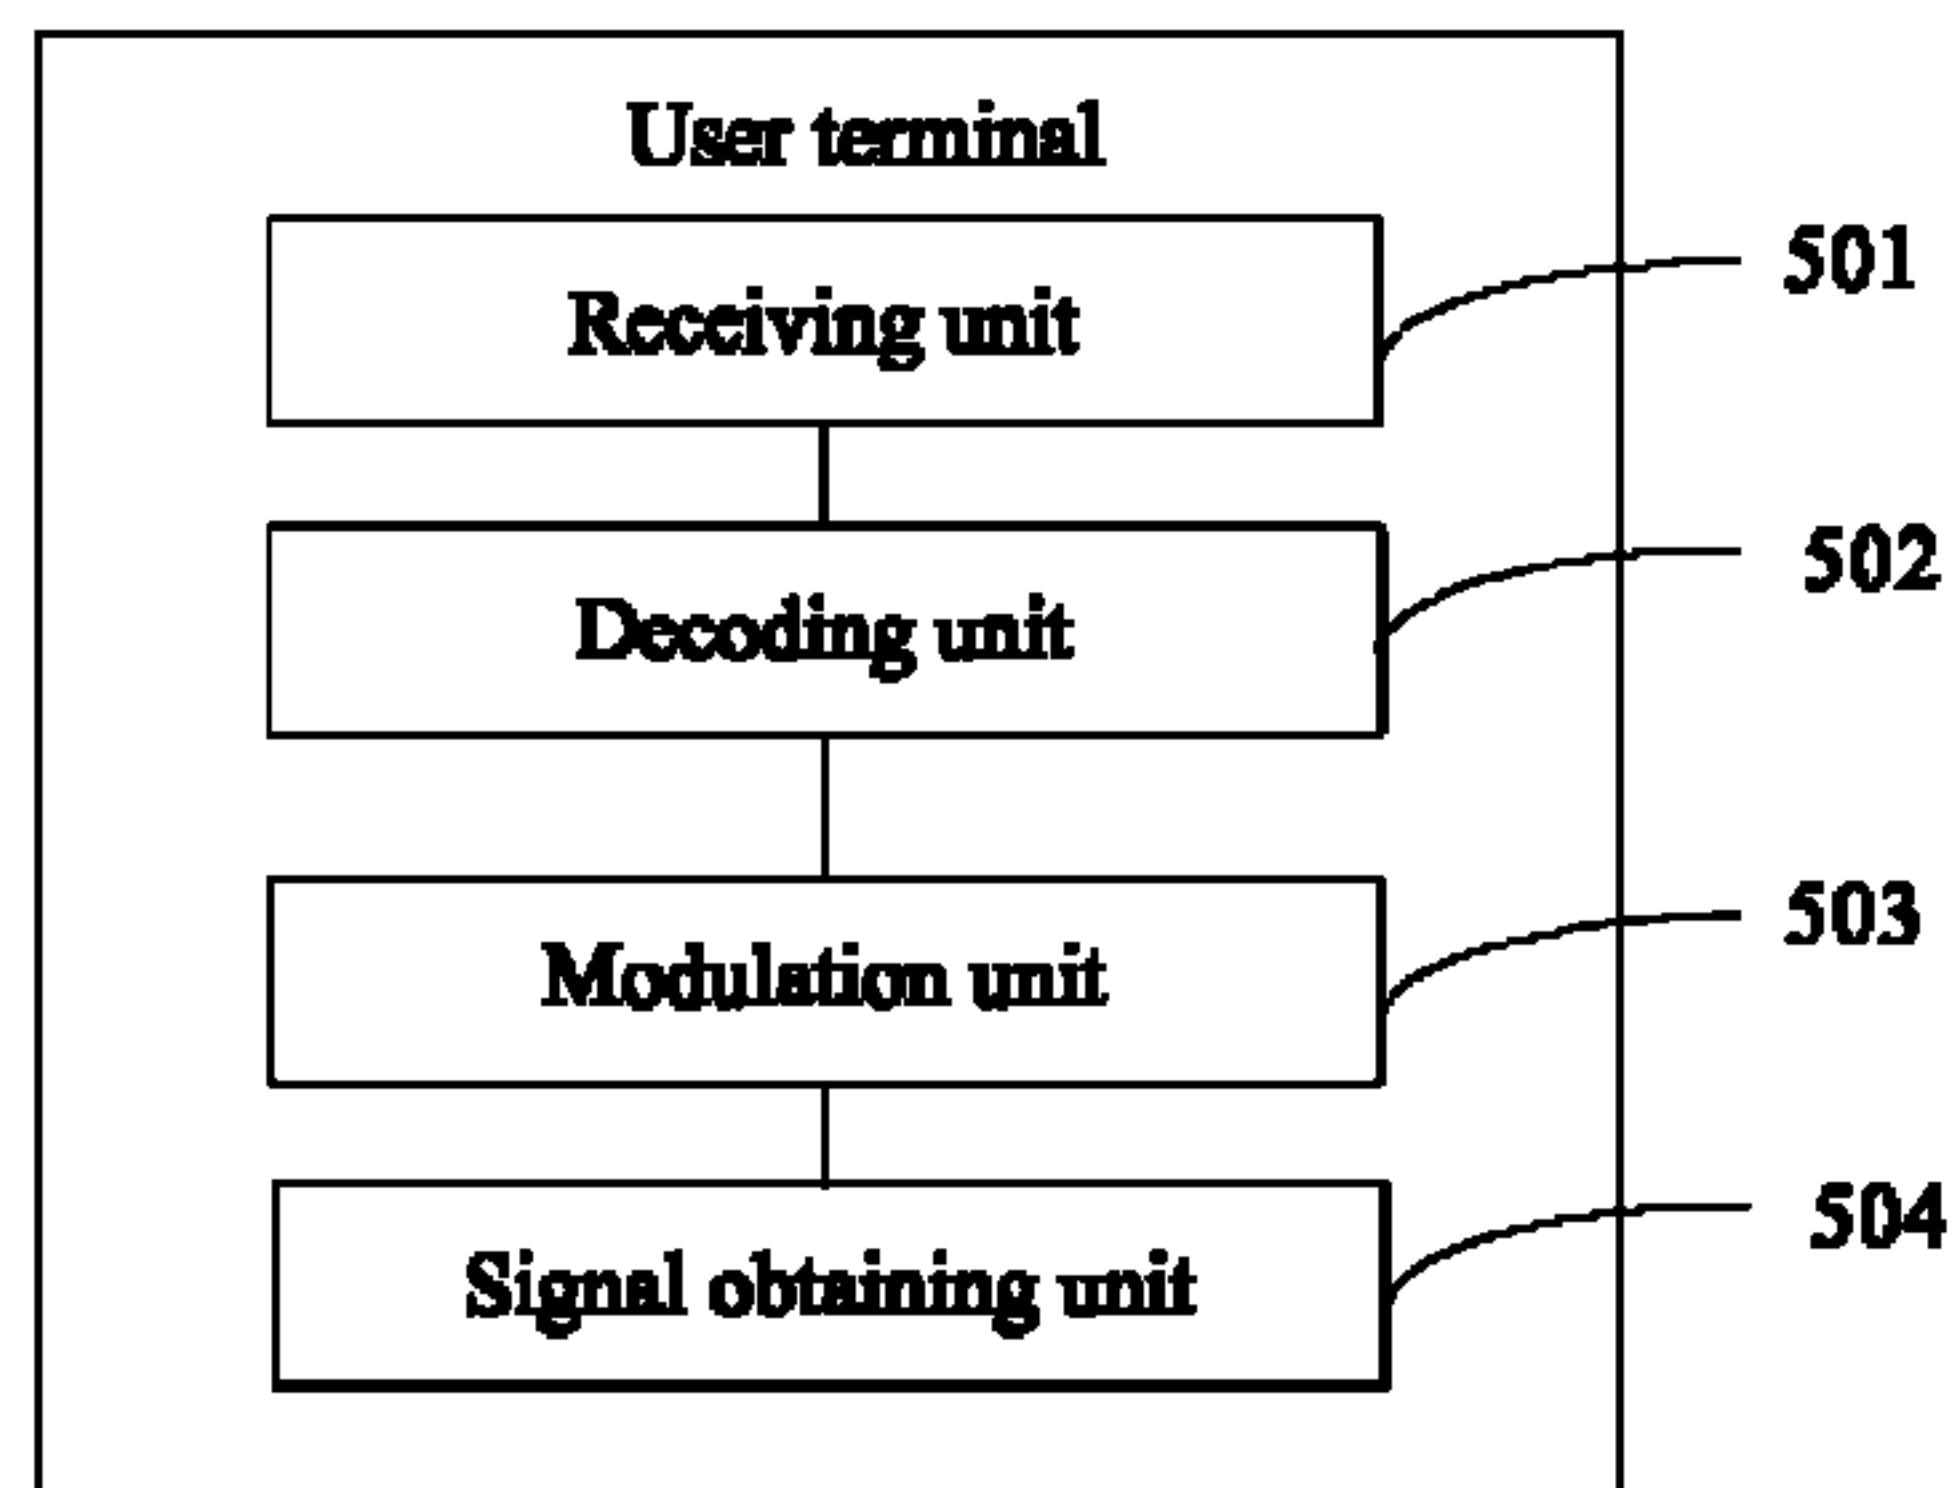 User terminal
Receiving unit
501
Decoding unit
502
Modulation unit
503
Signal obtaining unit
504